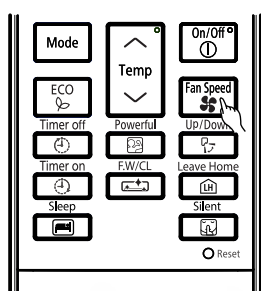 Mode
Temp
On/Off
ECO
Fan Speed
Timer off
Powerful
Up/Down
Timer on
F.W/CL
Leave Home
LH
Sleep
Silent
Reset